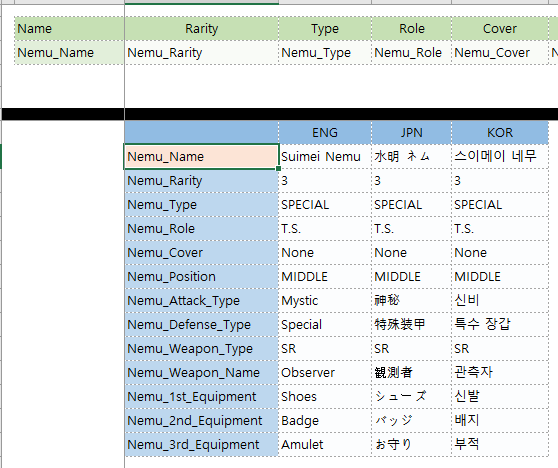 Name Rarity Type Role Cover
Nemu_Name Nemu_Rarity Nemu_Type Nemu_Role Nemu_Cover N
ENG JPN KOR
Nemu_Name Suimei Nemu 水明 ネム 스이메이 네무
Nemu_Rarity 3 3 3
Nemu_Type SPECIAL SPECIAL SPECIAL
Nemu_Role T.S. T.S. T.S.
Nemu_Cover None None None
Nemu_Position MIDDLE MIDDLE MIDDLE
Nemu_Attack_Type Mystic 神秘 신비
Nemu_Defense_Type Special 特殊装甲 특수 장갑
Nemu_Weapon_Type SR SR SR
Nemu_Weapon_Name Observer 観測者 관측자
Nemu_1st_Equipment Shoes シューズ 신발
Nemu_2nd_Equipment Badge バッジ 배지
Nemu_3rd_Equipment Amulet お守り 부적